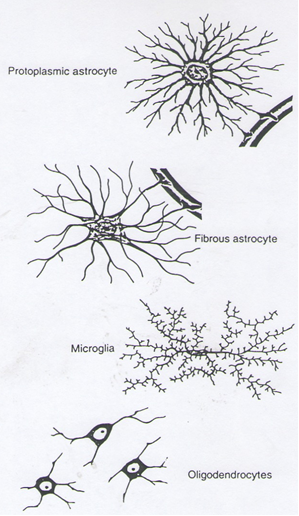 Protoplasmic astrocyte
Fibrous astrocyte
Microglia
Oligodendrocytes